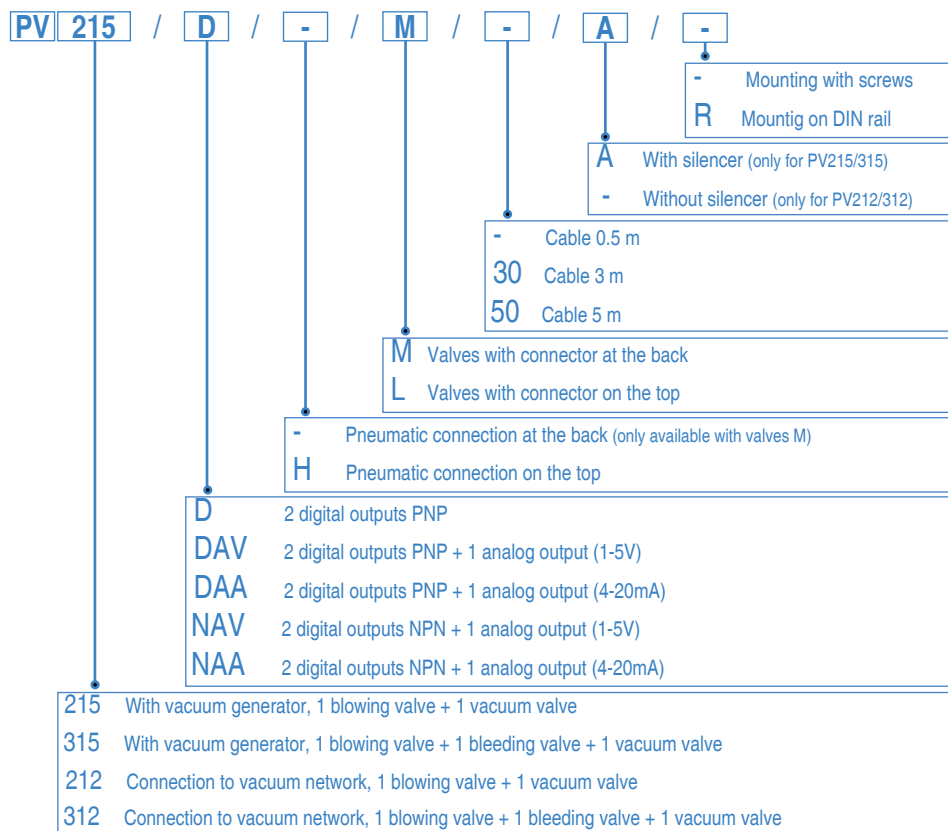 PV 215 / D / - / M / - / A / -
- Mounting with screws
R Mountig on DIN rail
A With silencer (only for PV215/315)
- Without silencer (only for PV212/312)
- Cable 0.5 m
30 Cable 3 m
50 Cable 5 m
M Valves with connector at the back
L Valves with connector on the top
- Pneumatic connection at the back (only available with valves M)
H Pneumatic connection on the top
D 2 digital outputs PNP
DAV 2 digital outputs PNP + 1 analog output (1-5V)
DAA 2 digital outputs PNP + 1 analog output (4-20mA)
NAV 2 digital outputs NPN + 1 analog output (1-5V)
NAA 2 digital outputs NPN + 1 analog output (4-20mA)
215 With vacuum generator, 1 blowing valve + 1 vacuum valve
315 With vacuum generator, 1 blowing valve + 1 bleeding valve + 1 vacuum valve
212 Connection to vacuum network, 1 blowing valve + 1 vacuum valve
312 Connection to vacuum network, 1 blowing valve + 1 bleeding valve + 1 vacuum valve